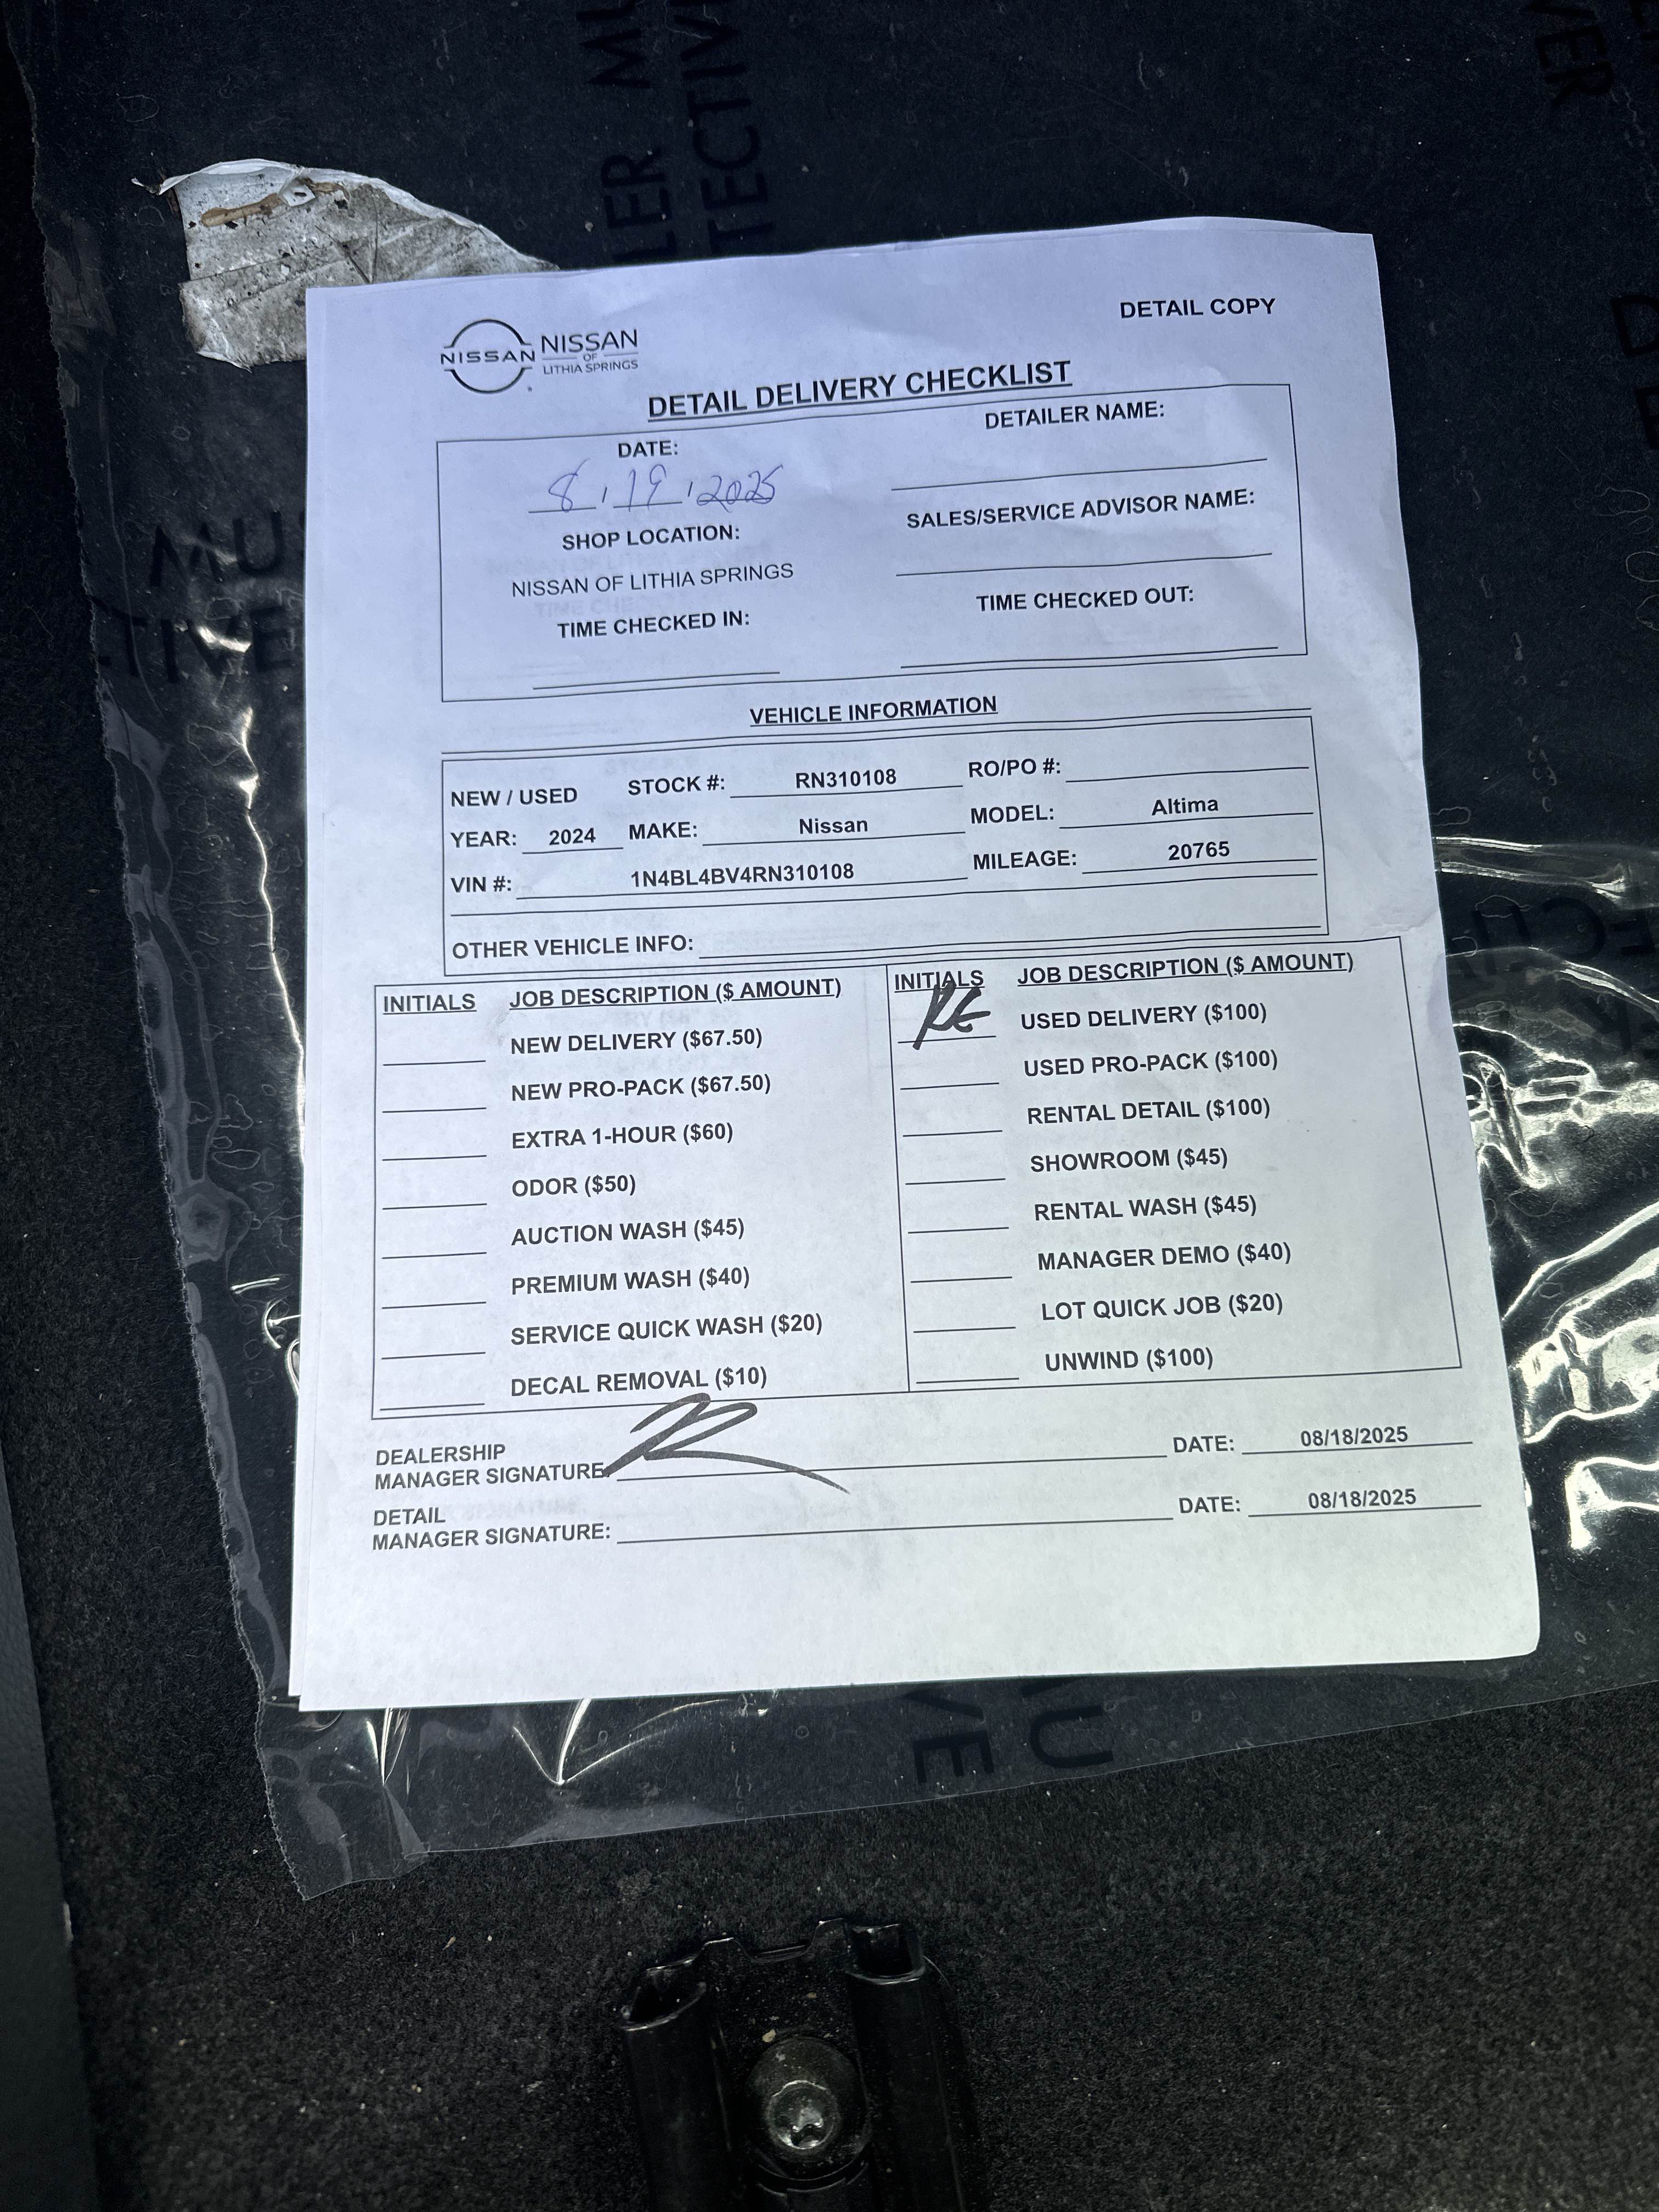 DETAIL COPY
NISSAN
NISSAN
OF
LITHIA SPRINGS
DETAIL DELIVERY CHECKLIST
DATE:
8, 19, 2025
DETAILER NAME:
SHOP LOCATION:
NISSAN OF LITHIA SPRINGS
SALES/SERVICE ADVISOR NAME:
TIME CHECKED IN:
TIME CHECKED OUT:
VEHICLE INFORMATION
NEW / USED STOCK #: RN310108 RO/PO #:
YEAR: 2024 MAKE: Nissan MODEL: Altima
VIN #: 1N4BL4BV4RN310108 MILEAGE: 20765
OTHER VEHICLE INFO:
INITIALS JOB DESCRIPTION ($ AMOUNT)
NEW DELIVERY ($67.50)
NEW PRO-PACK ($67.50)
EXTRA 1-HOUR ($60)
ODOR ($50)
AUCTION WASH ($45)
PREMIUM WASH ($40)
SERVICE QUICK WASH ($20)
DECAL REMOVAL ($10)
INITIALS JOB DESCRIPTION ($ AMOUNT)
USED DELIVERY ($100)
USED PRO-PACK ($100)
RENTAL DETAIL ($100)
SHOWROOM ($45)
RENTAL WASH ($45)
MANAGER DEMO ($40)
LOT QUICK JOB ($20)
UNWIND ($100)
DEALERSHIP
MANAGER SIGNATURE: DATE: 08/18/2025
DETAIL
MANAGER SIGNATURE: DATE: 08/18/2025